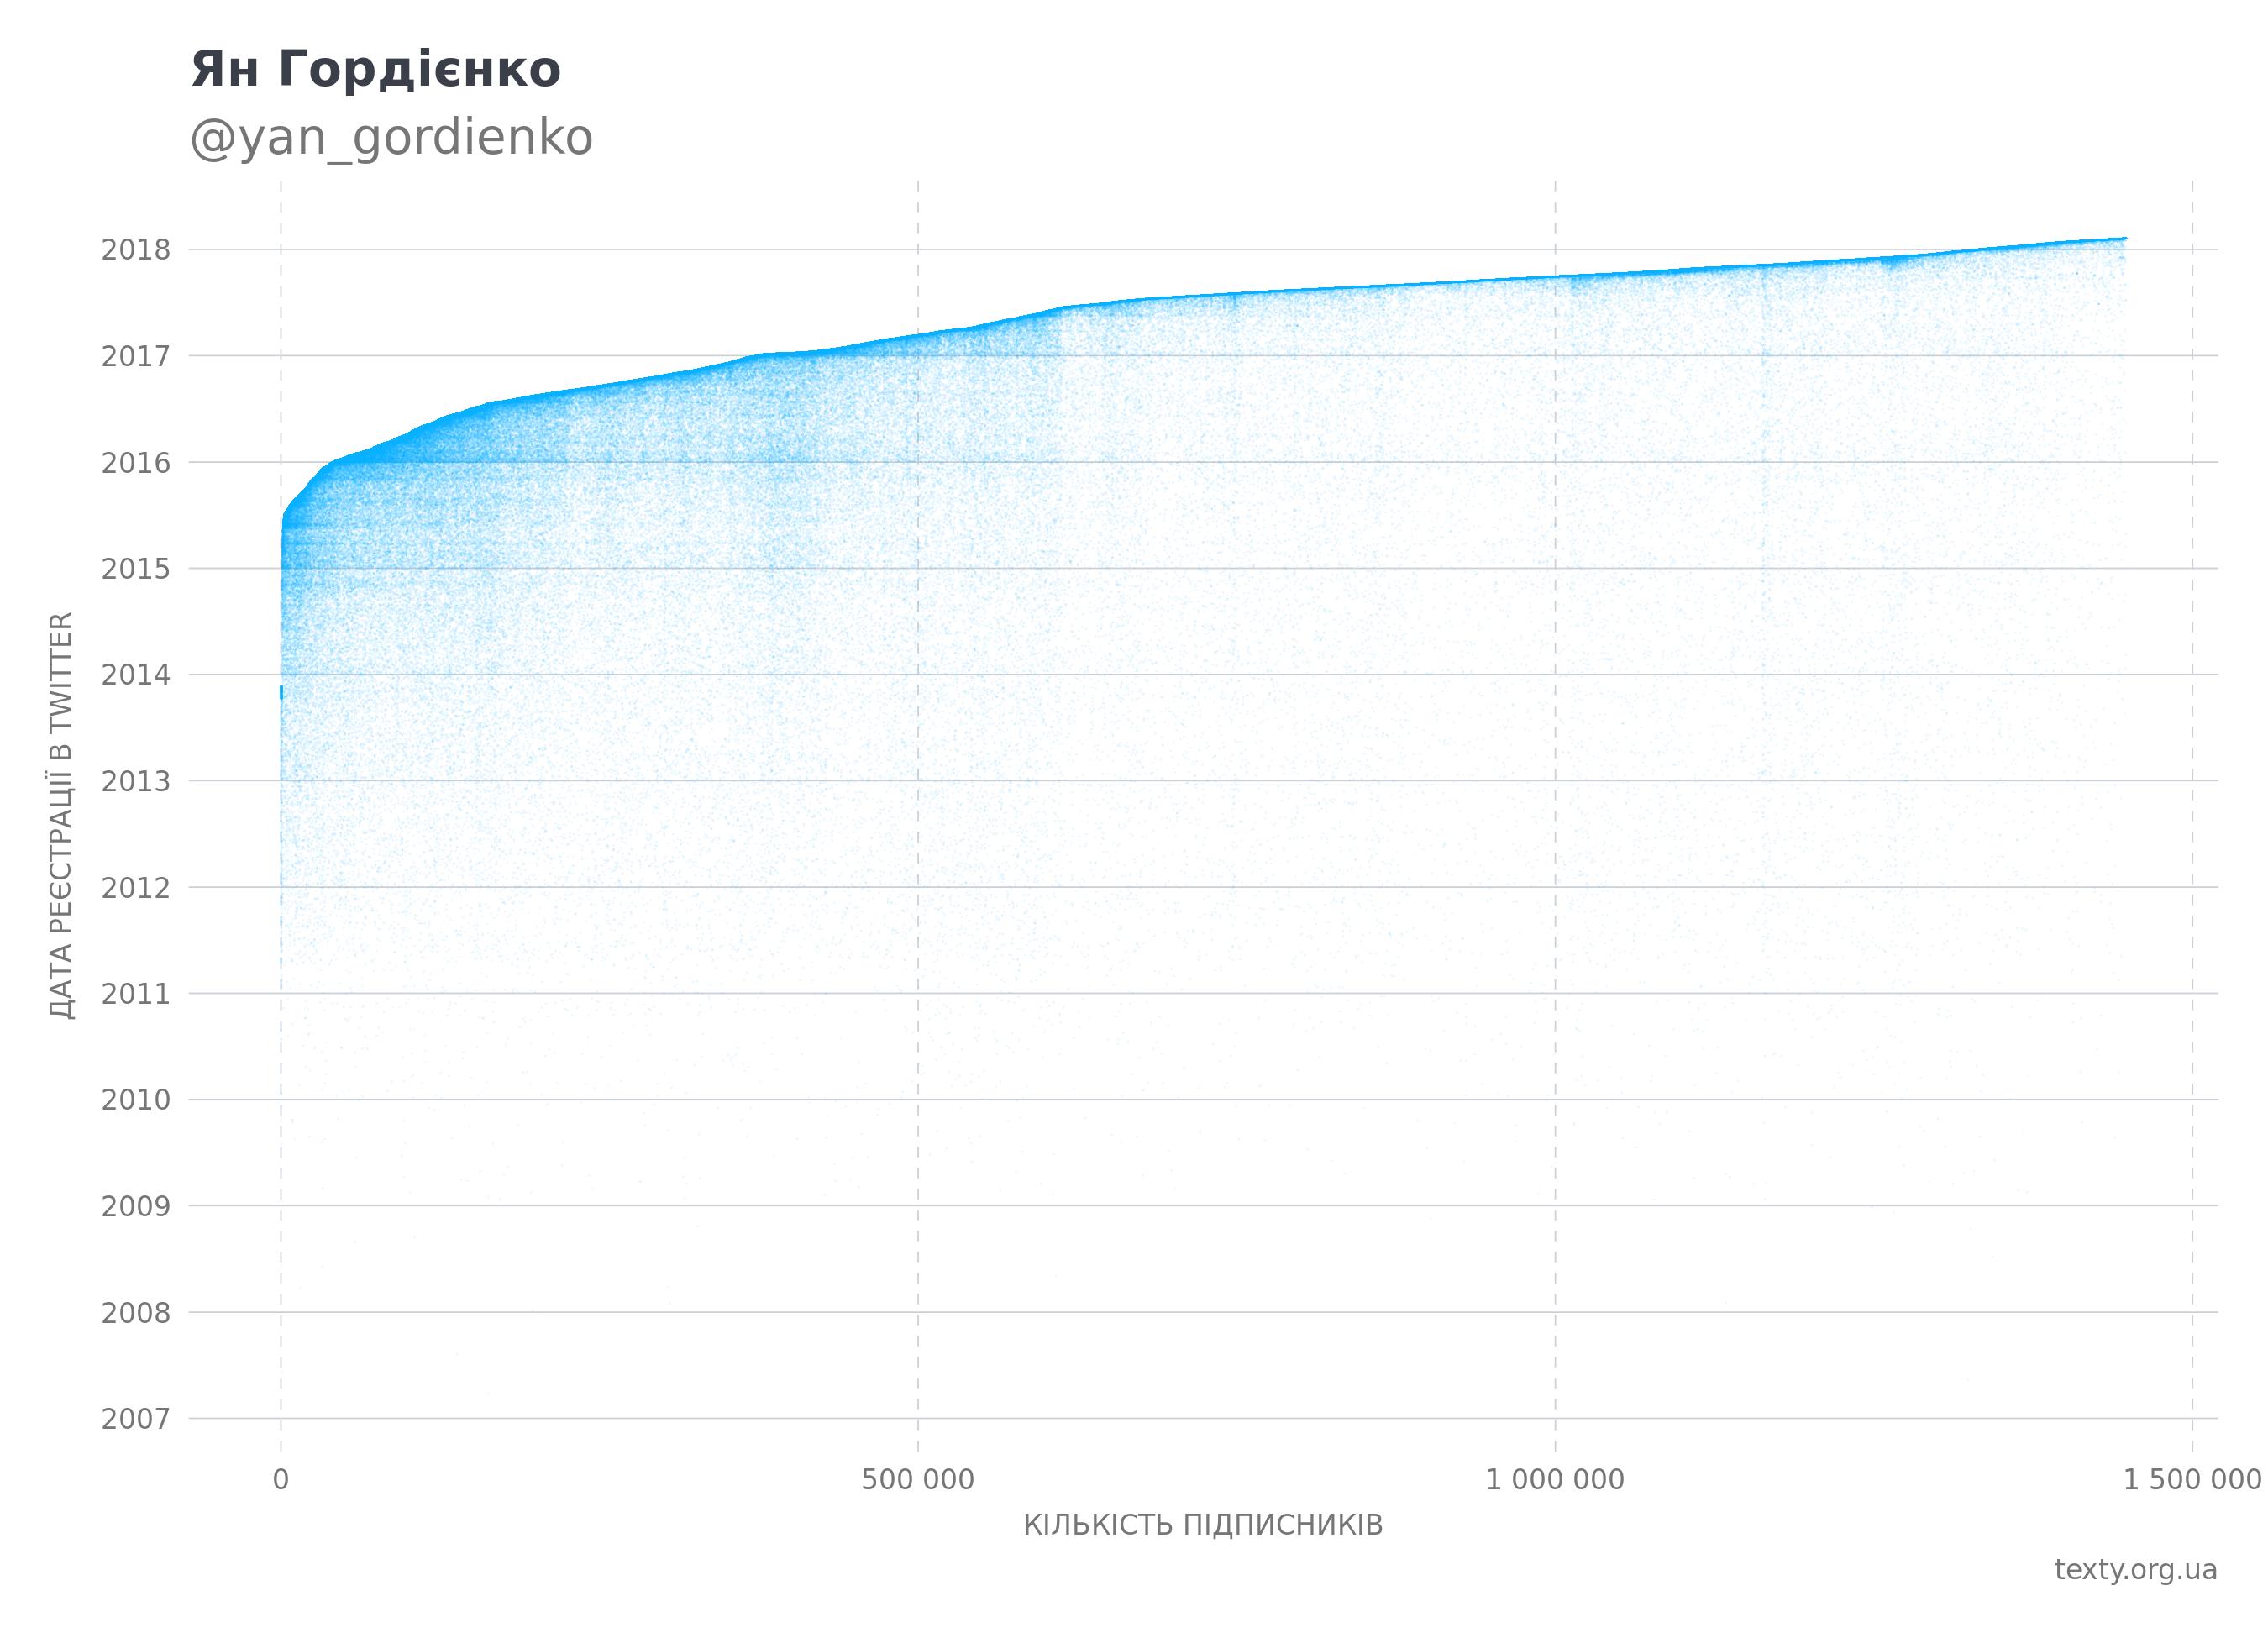 Ян Гордієнко
@yan_gordienko
2018
2017
2016
2015
2014
2013
2012
2011
2010
2009
2008
2007
ДАТА РЕЄСТРАЦІЇ В TWITTER
0
500 000
1 000 000
1 500 000
КІЛЬКІСТЬ ПІДПИСНИКІВ
texty.org.ua